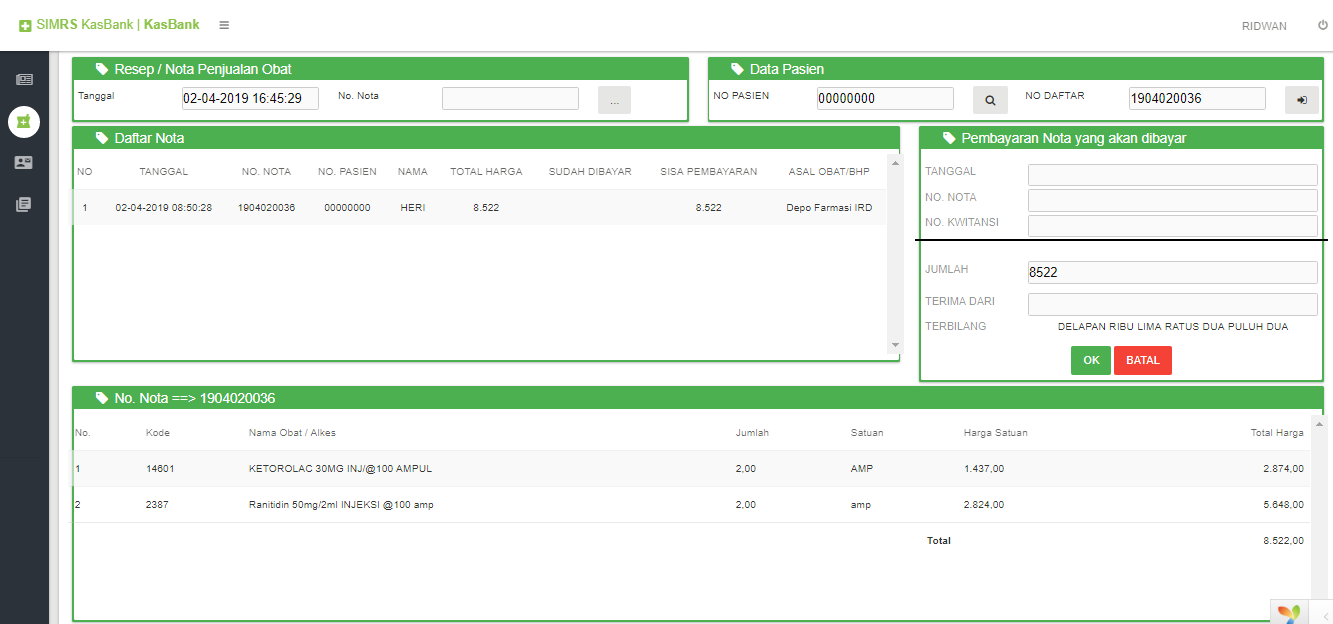 SIMRS KasBank | KasBank
RIDWAN
Resep / Nota Penjualan Obat
Tanggal 02-04-2019 16:45:29 No. Nota ...
Data Pasien
NO PASIEN 00000000 NO DAFTAR 1904020036
Daftar Nota
NO TANGGAL NO. NOTA NO. PASIEN NAMA TOTAL HARGA SUDAH DIBAYAR SISA PEMBAYARAN ASAL OBAT/BHP
1 02-04-2019 08:50:28 1904020036 00000000 HERI 8.522 8.522 Depo Farmasi IRD
Pembayaran Nota yang akan dibayar
TANGGAL
NO. NOTA
NO. KWITANSI
JUMLAH 8522
TERIMA DARI
TERBILANG DELAPAN RIBU LIMA RATUS DUA PULUH DUA
OK BATAL
No. Nota ==> 1904020036
No. Kode Nama Obat / Alkes Jumlah Satuan Harga Satuan Total Harga
1 14601 KETOROLAC 30MG INJ/@100 AMPUL 2,00 AMP 1.437,00 2.874,00
2 2387 Ranitidin 50mg/2ml INJEKSI @100 amp 2,00 amp 2.824,00 5.648,00
Total 8.522,00